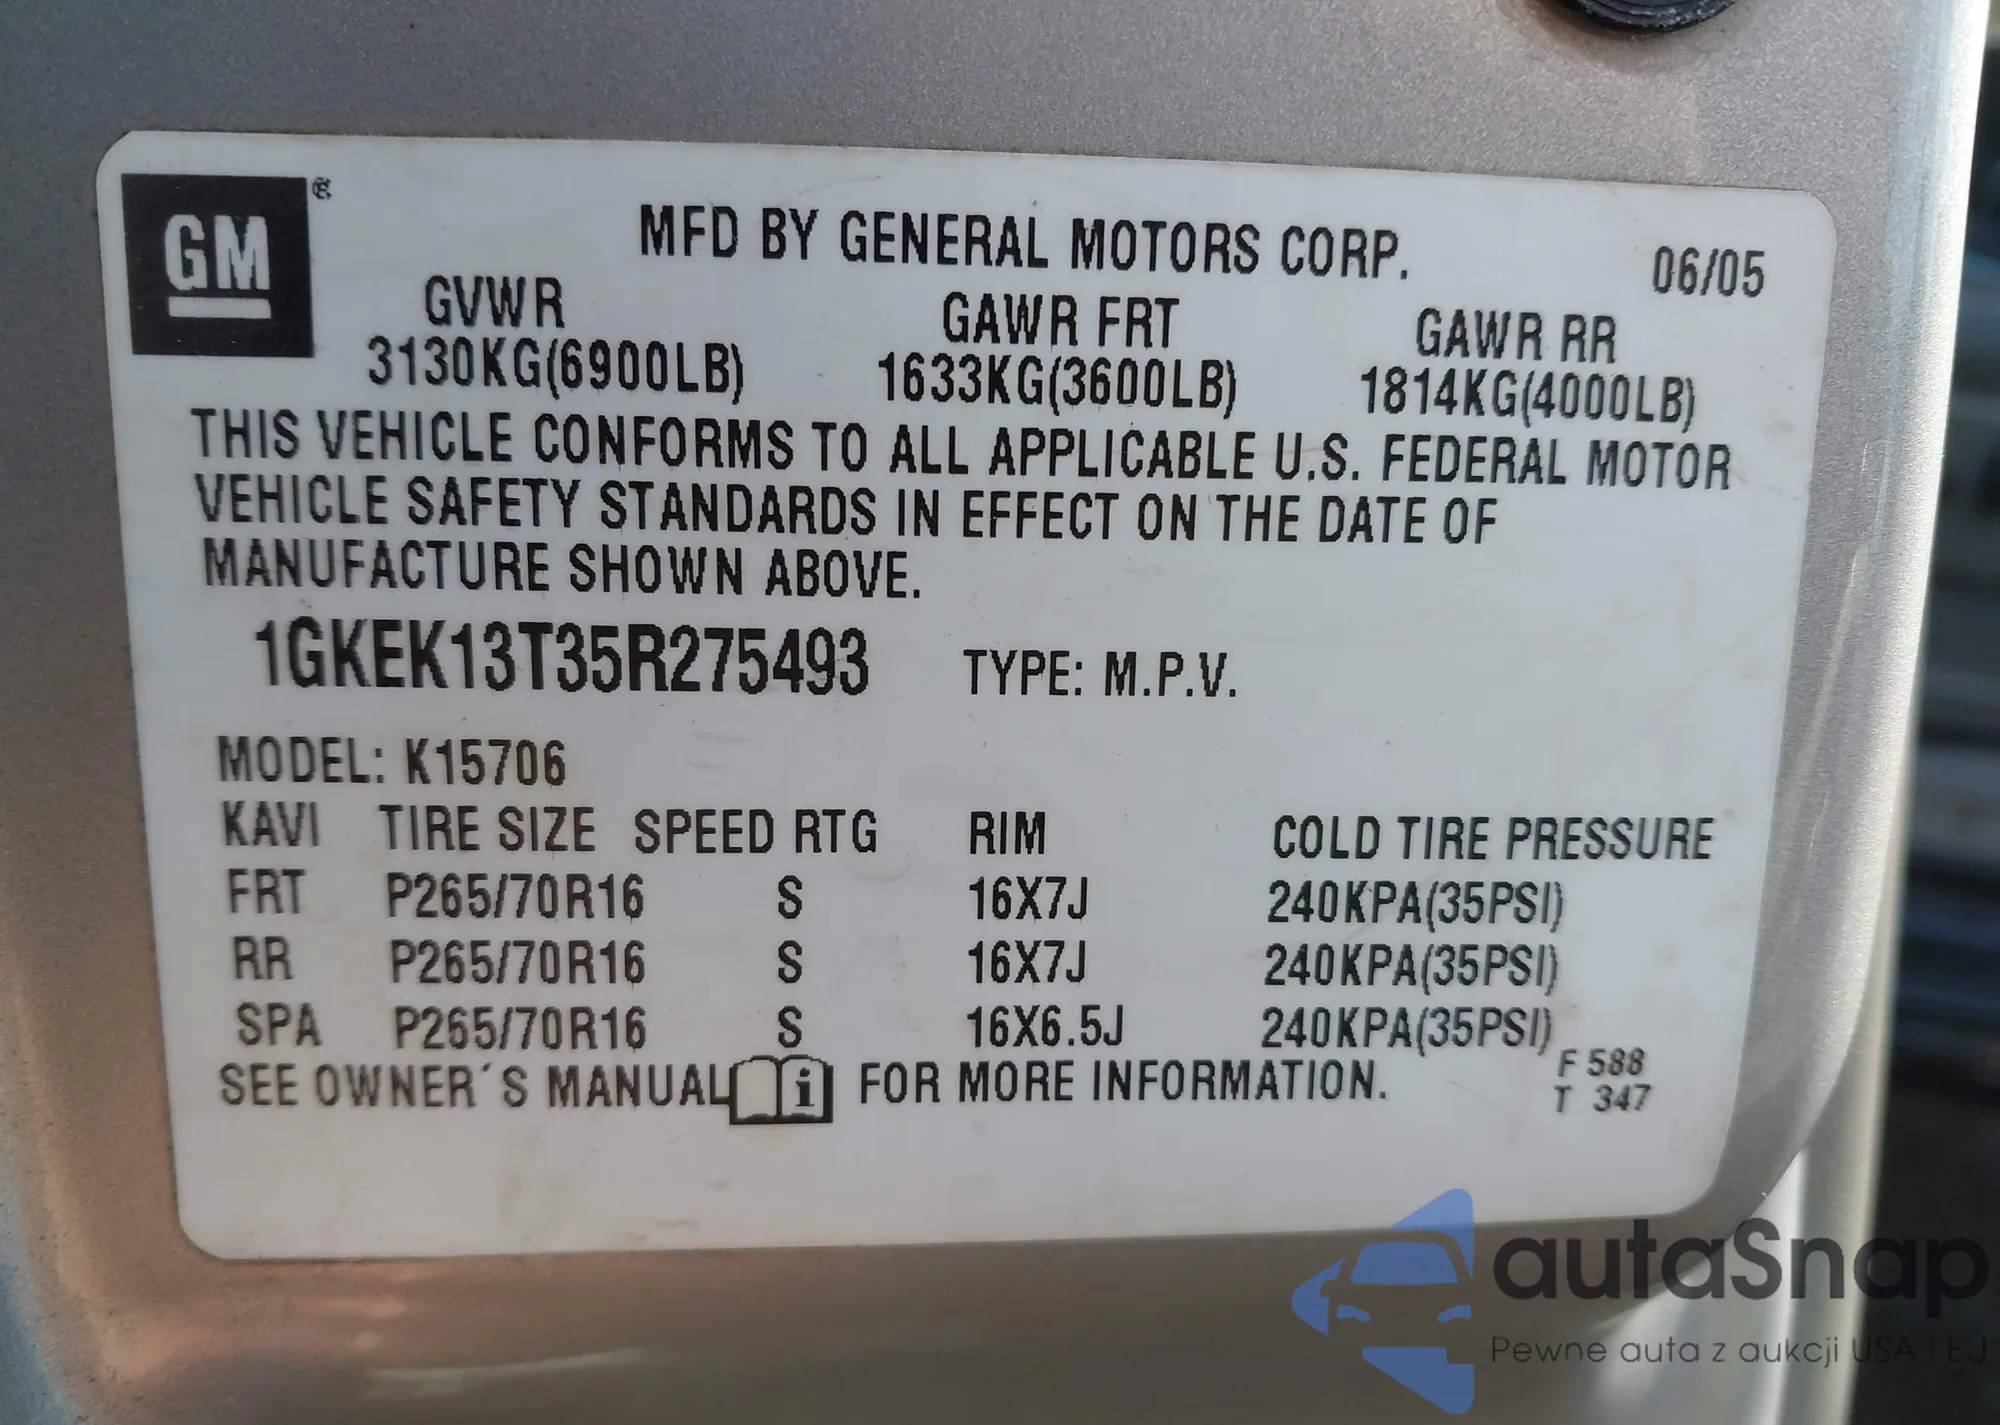 GM ®
MFD BY GENERAL MOTORS CORP. 06/05
GVWR GAWR FRT GAWR RR
3130KG(6900LB) 1633KG(3600LB) 1814KG(4000LB)
THIS VEHICLE CONFORMS TO ALL APPLICABLE U.S. FEDERAL MOTOR
VEHICLE SAFETY STANDARDS IN EFFECT ON THE DATE OF
MANUFACTURE SHOWN ABOVE.
1GKEK13T35R275493 TYPE: M.P.V.
MODEL: K15706
KAVI TIRE SIZE SPEED RTG RIM COLD TIRE PRESSURE
FRT P265/70R16 S 16X7J 240KPA(35PSI)
RR P265/70R16 S 16X7J 240KPA(35PSI)
SPA P265/70R16 S 16X6.5J 240KPA(35PSI)
SEE OWNER´S MANUAL i FOR MORE INFORMATION.
F 588
T 347
autaSnap
Pewne auta z aukcji USA i EU